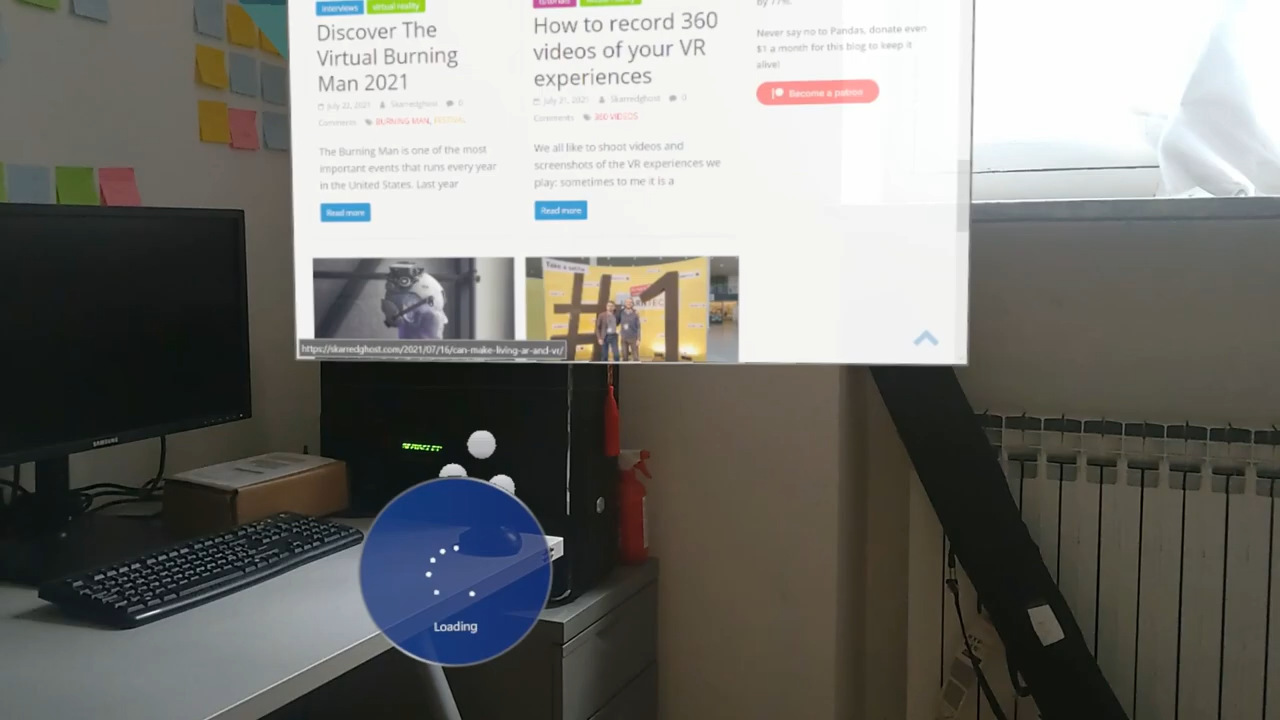 interviews virtual reality
Discover The
Virtual Burning
Man 2021
July 22, 2021 Skarredghost 0
Comments BURNING MAN, FESTIVAL
The Burning Man is one of the most
important events that runs every year
in the United States. Last year
Read more
tutorials
How to record 360
videos of your VR
experiences
July 21, 2021 Skarredghost 0
Comments 360 VIDEOS
We all like to shoot videos and
screenshots of the VR experiences we
play: sometimes to me it is a
Read more
Never say no to Pandas, donate even
$1 a month for this blog to keep it
alive!
Become a patron
Take a selfie
#1
https://skarredghost.com/2021/07/16/can-make-living-ar-and-vr/
SAMSUNG
Loading